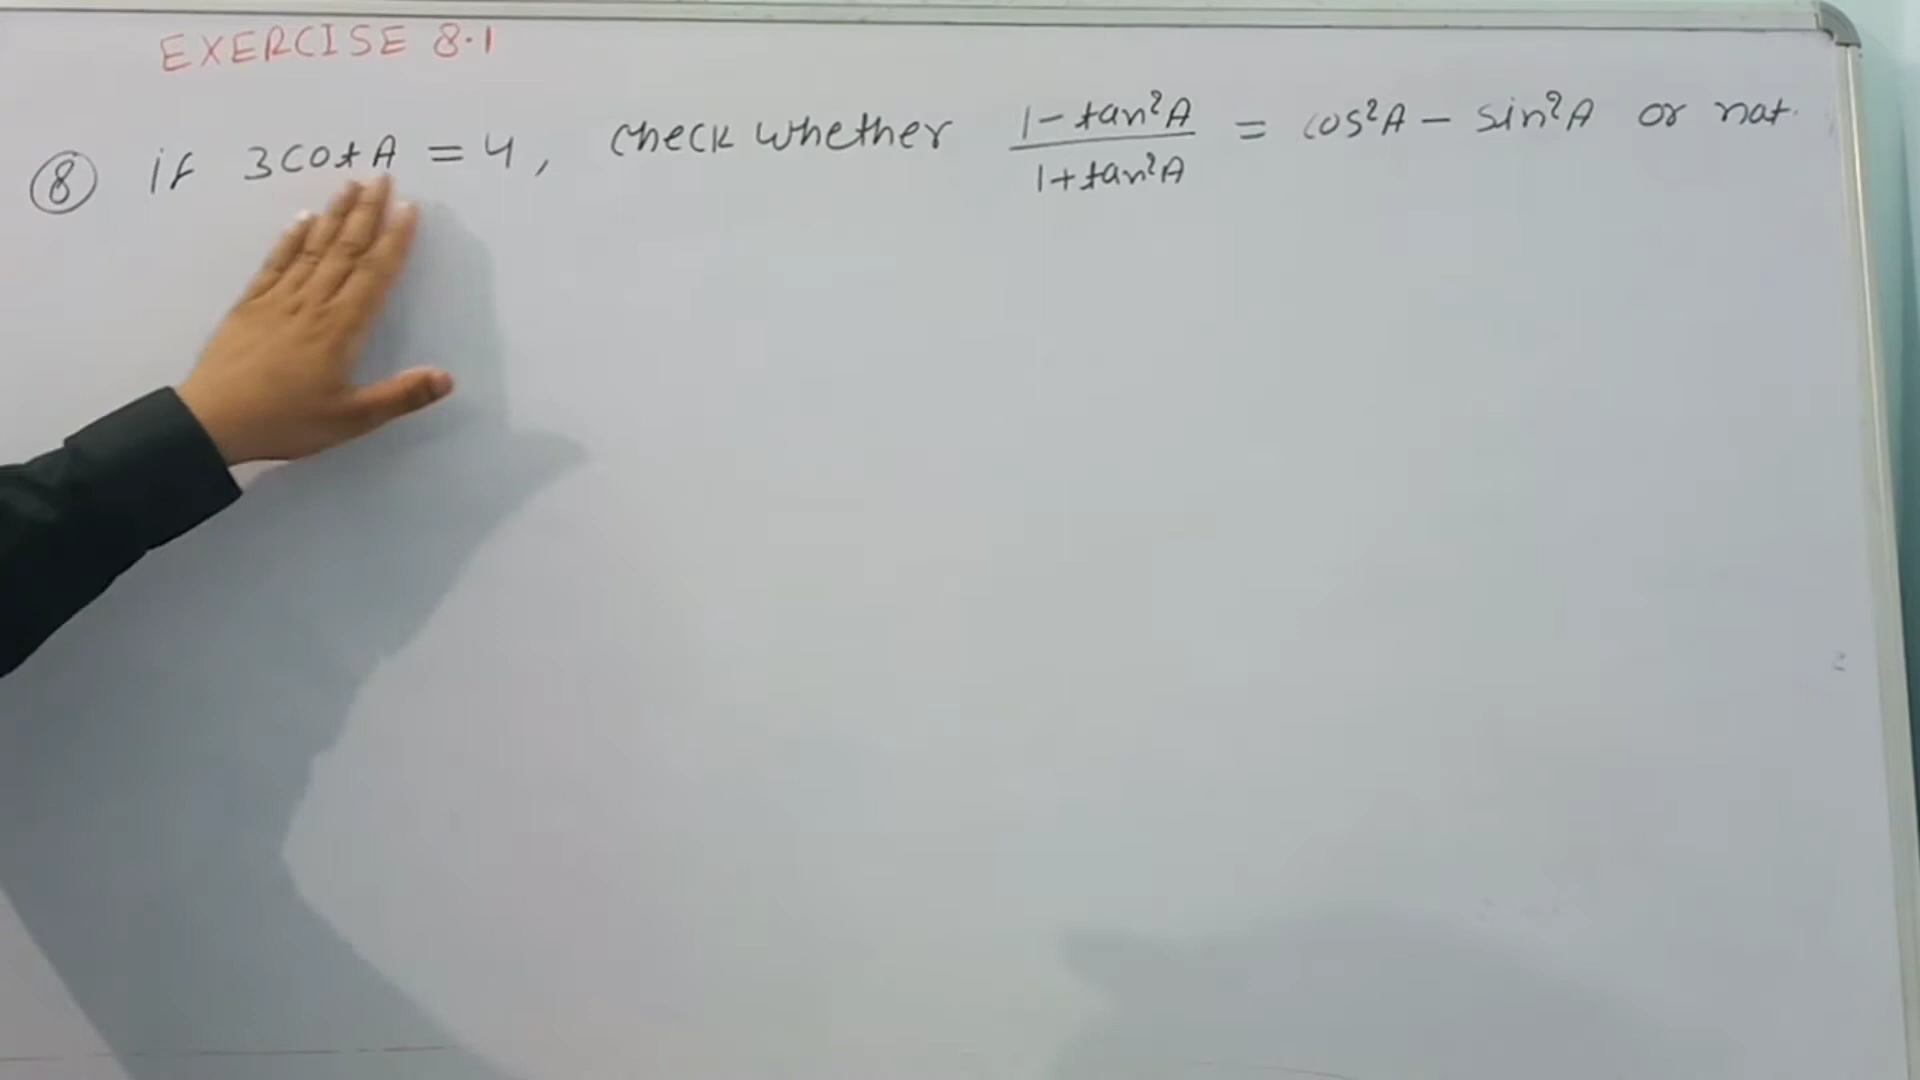 EXERCISE 8.1
⑧ if 3cot A = 4, check whether (1 - tan²A)/(1 + tan²A) = cos²A - sin²A or not.